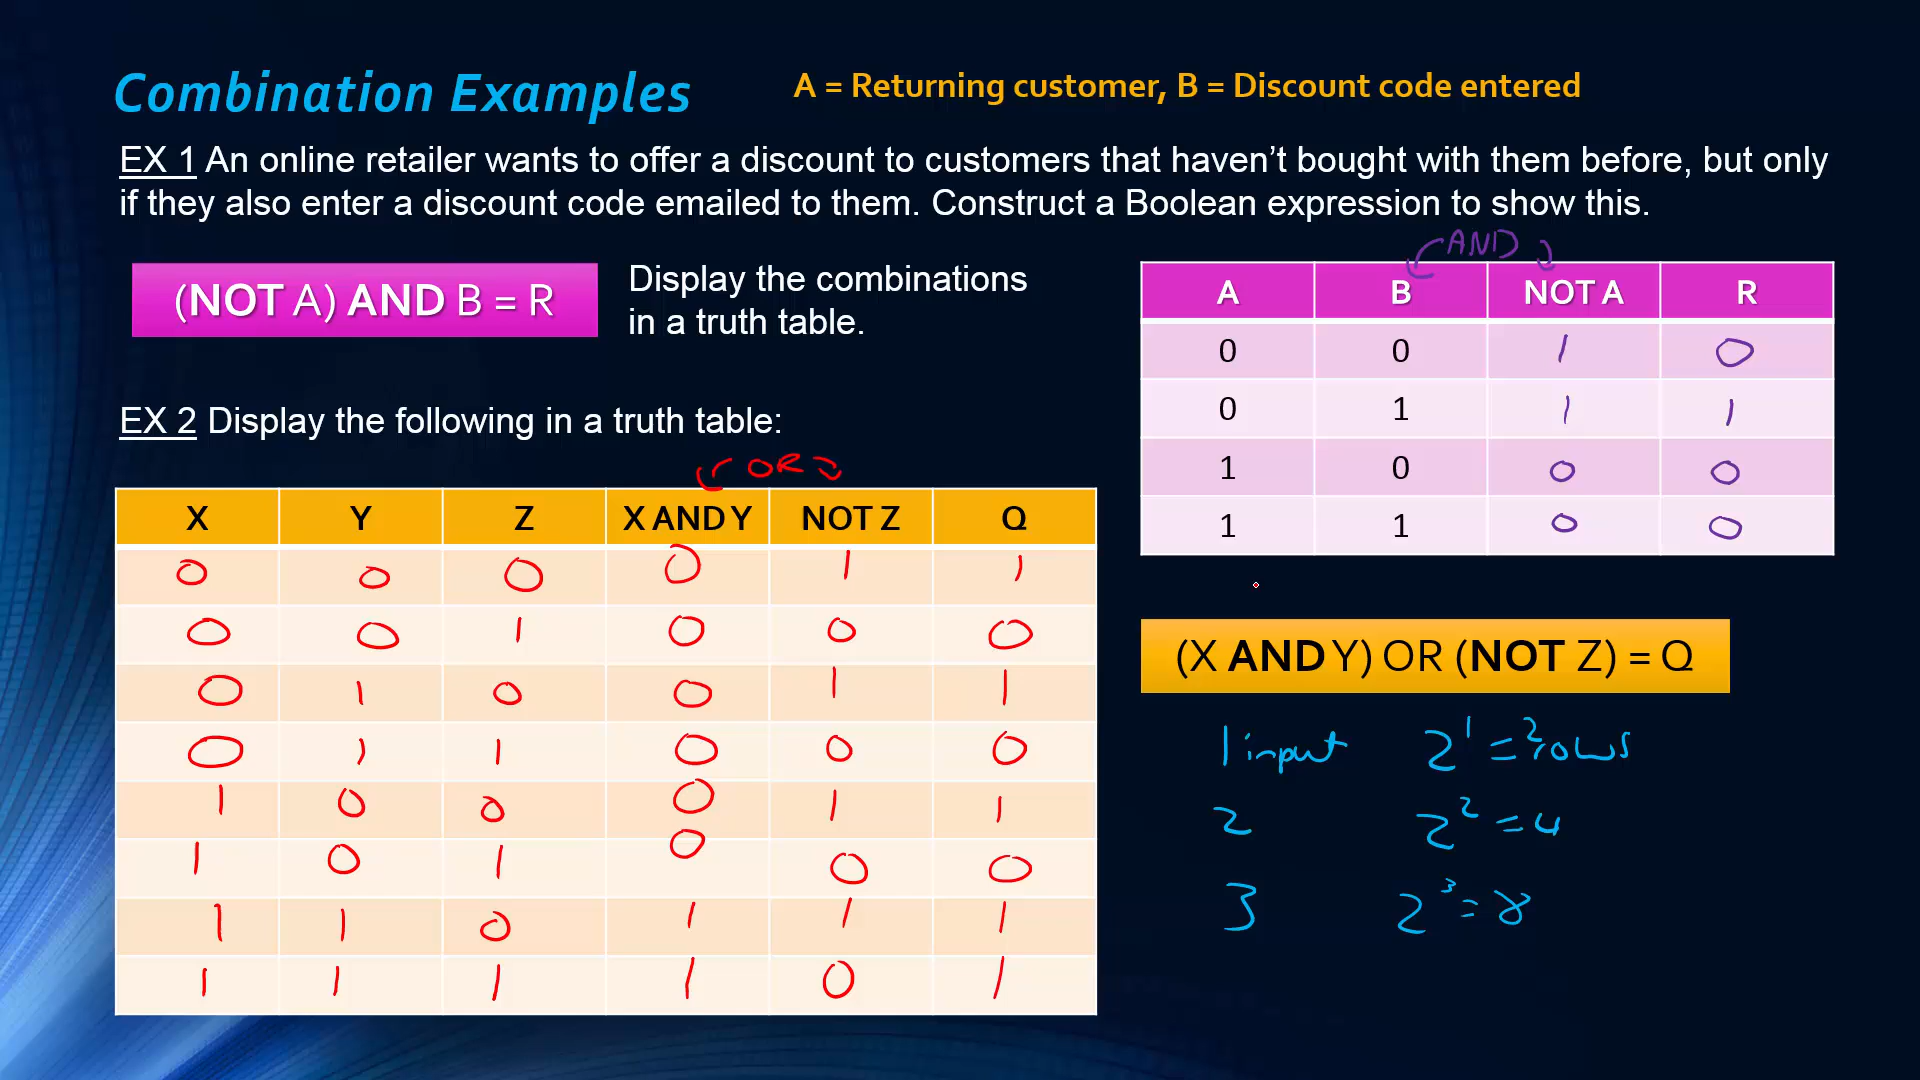 Combination Examples
A = Returning customer, B = Discount code entered
EX 1 An online retailer wants to offer a discount to customers that haven’t bought with them before, but only
if they also enter a discount code emailed to them. Construct a Boolean expression to show this.
(NOT A) AND B = R
Display the combinations
in a truth table.
AND
A B NOT A R
0 0 1 0
0 1 1 1
1 0 0 0
1 1 0 0
EX 2 Display the following in a truth table:
OR
X Y Z X AND Y NOT Z Q
0 0 0 0 1 1
0 0 1 0 0 0
0 1 0 0 1 1
0 1 1 0 0 0
1 0 0 0 1 1
1 0 1 0 0 0
1 1 0 1 1 1
1 1 1 1 0 1
(X AND Y) OR (NOT Z) = Q
1 input 2¹ = 2 rows
2 2² = 4
3 2³ = 8